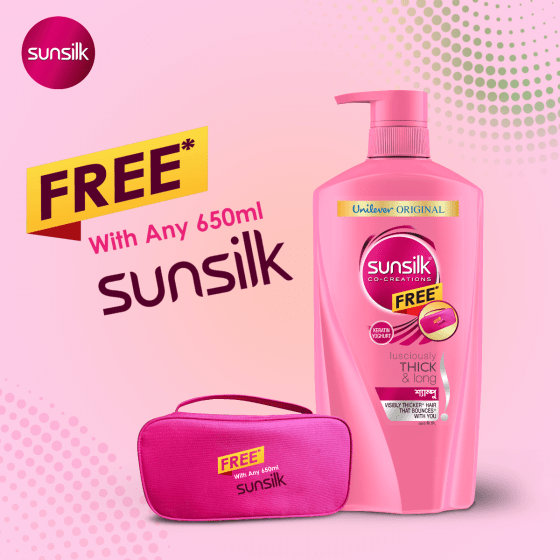 sunsilk
FREE*
With Any 650ml
sunsilk
Unilever ORIGINAL
sunsilk
CO-CREATIONS
FREE*
KERATIN
YOGHURT
lusciously
THICK
& long
VISIBLY THICKER* HAIR
THAT BOUNCES*
WITH YOU
FREE*
With Any 650ml
sunsilk